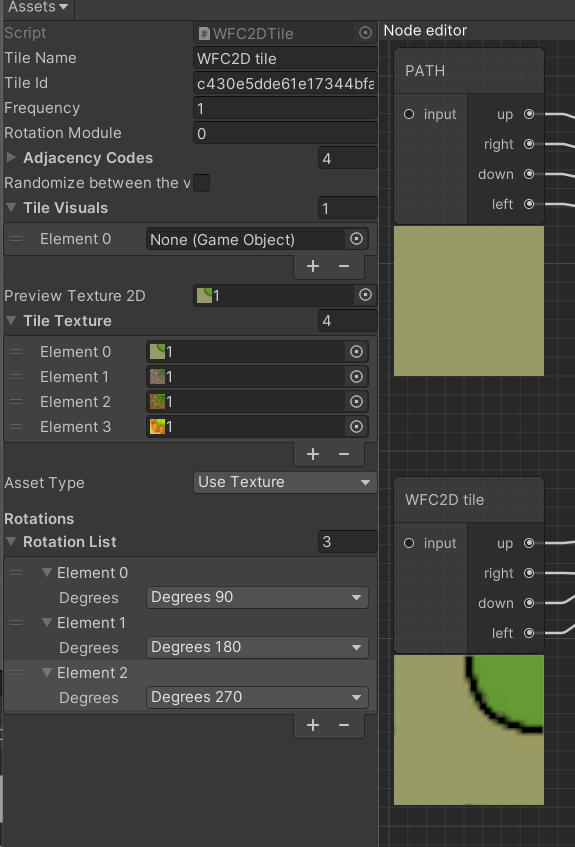 Assets
Script WFC2DTile
Tile Name WFC2D tile
Tile Id c430e5dde61e17344bfa
Frequency 1
Rotation Module 0
Adjacency Codes 4
Randomize between the v
Tile Visuals 1
Element 0 None (Game Object)
+ −
Preview Texture 2D 1
Tile Texture 4
Element 0 1
Element 1 1
Element 2 1
Element 3 1
+ −
Asset Type Use Texture
Rotations
Rotation List 3
Element 0
Degrees Degrees 90
Element 1
Degrees Degrees 180
Element 2
Degrees Degrees 270
+ −
Node editor
PATH
input up
right
down
left
WFC2D tile
input up
right
down
left